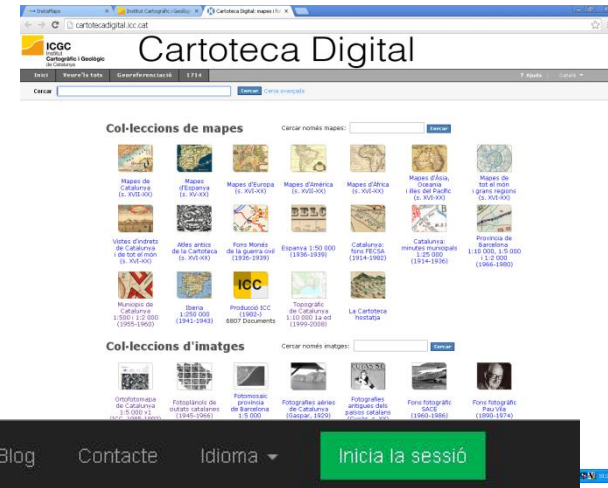 InstaMaps
Institut Cartogràfic i Geològic
Cartoteca Digital: mapes i for
cartotecadigital.icc.cat
ICGC
Institut
Cartogràfic i Geològic
de Catalunya
Cartoteca Digital
Inici Veure'ls tots Georeferenciació 1714
? Ajuda Català
Cercar Cercar Cerca avançada
Col·leccions de mapes
Cercar només mapes: Cercar
Mapes de
Catalunya
(s. XVII-XX)
Mapes
d'Espanya
(s. XV-XX)
Mapes d'Europa
(s. XVI-XX)
Mapes d'Amèrica
(s. XVI-XX)
Mapes d'Àfrica
(s. XVI-XX)
Mapes d'Àsia,
Oceania
i illes del Pacífic
(s. XVI-XX)
Mapes de
tot el món
i grans regions
(s. XVI-XX)
BELG
Vistes d'indrets
de Catalunya
i de tot el món
(s. XVI-XX)
Atles antics
de la Cartoteca
(s. XVI-XX)
Fons Monés
de la guerra civil
(1936-1939)
Espanya 1:50 000
(1936-1939)
Catalunya:
fons FECSA
(1914-1982)
Catalunya:
minutes municipals
1:25 000
(1914-1936)
Província de
Barcelona
1:10 000, 1:5 000
i 1:2 000
(1966-1980)
ICC
Municipis de
Catalunya
1:500 i 1:2 000
(1955-1960)
Iberia
1:250 000
(1941-1943)
Producció ICC
(1902-)
6807 Documents
Topogràfic
de Catalunya
1:10 000 1a ed
(1999-2008)
La Cartoteca
hostatja
Col·leccions d'imatges
Cercar només imatges: Cercar
Ortofotomapa
de Catalunya
1:5 000 v1
Fotoplànols de
ciutats catalanes
(1945-1966)
Fotomosaic
província
de Barcelona
1:5 000
Fotografies aèries
de Catalunya
(Gaspar, 1929)
Fotografies
antigues dels
països catalans
Fons fotogràfic
SACE
(1960-1986)
Fons fotogràfic
Pau Vila
(1890-1974)
Blog Contacte Idioma Inicia la sessió